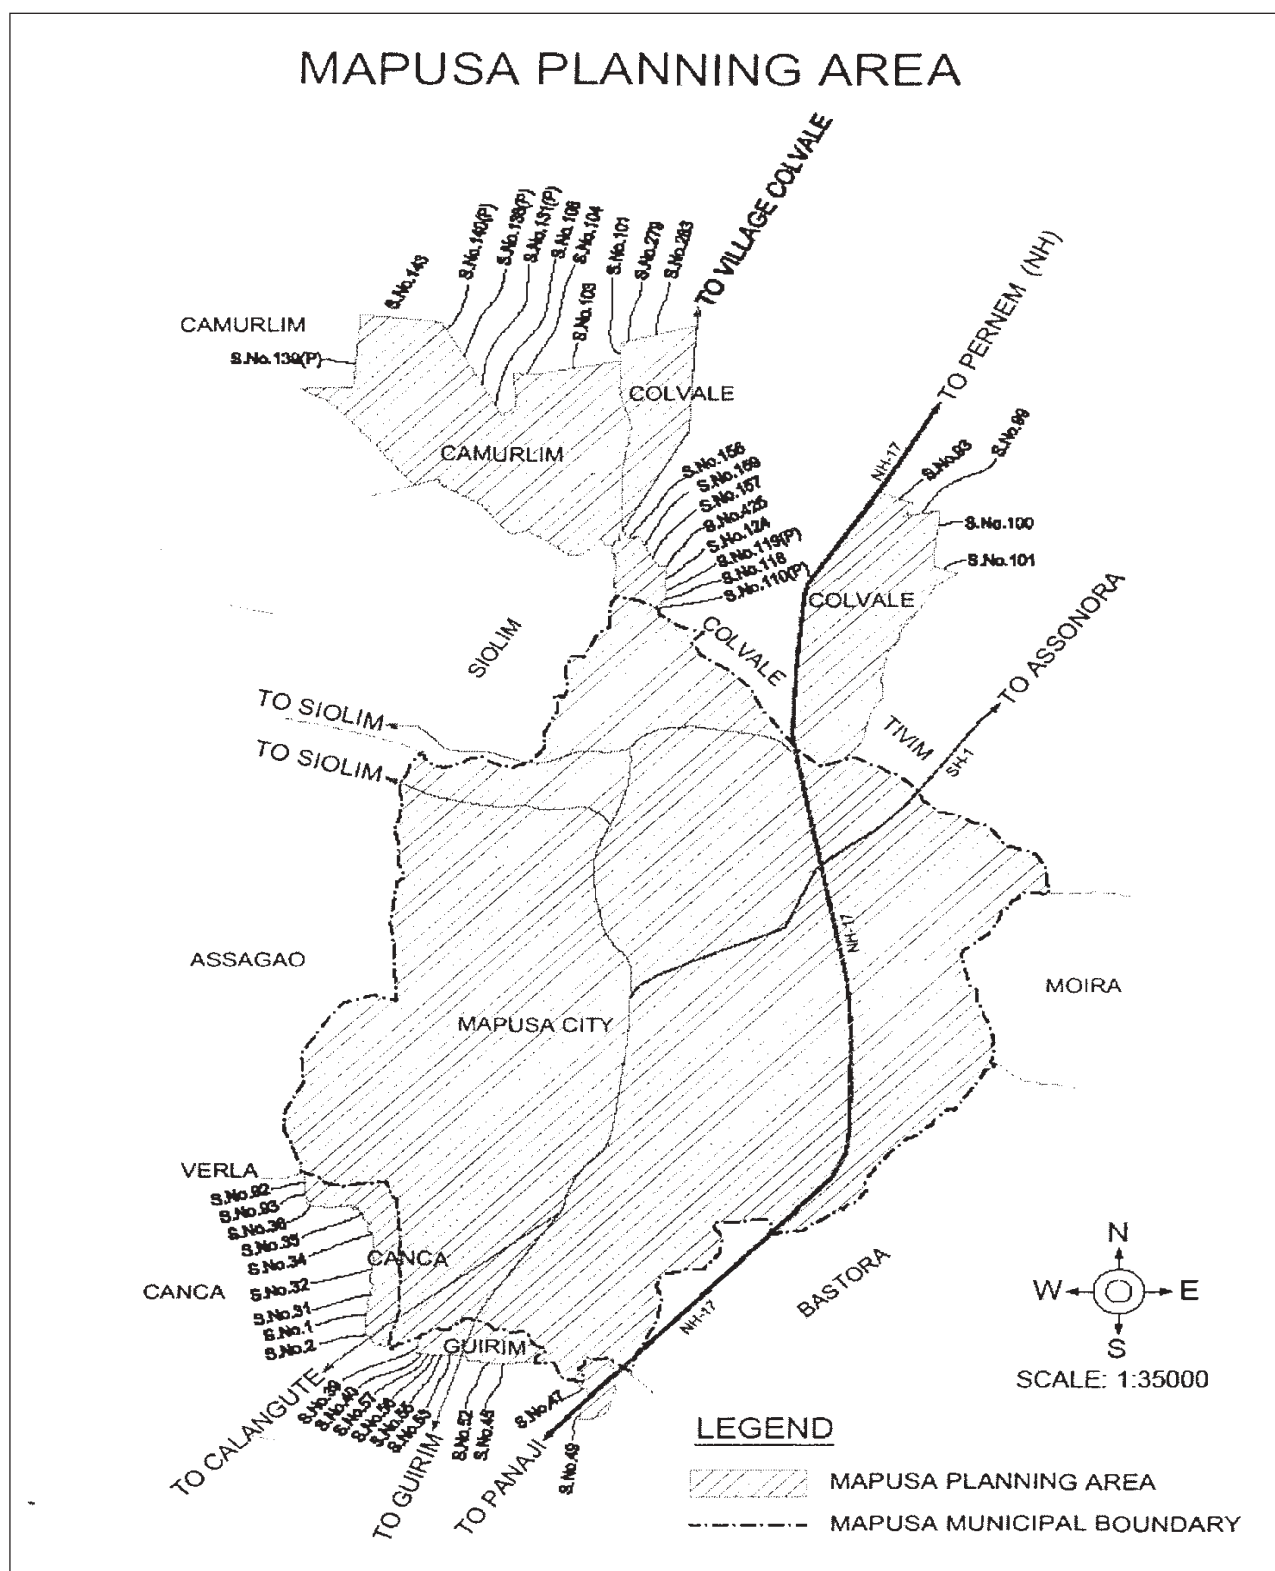 MAPUSA PLANNING AREA
TO VILLAGE COLVALE
S.No.143
S.No.140(P)
S.No.138(P)
S.No.131(P)
S.No.106
S.No.104
S.No.103
S.No.101
S.No.279
S.No.283
CAMURLIM
S.No.139(P)
COLVALE
CAMURLIM
TO PERNEM (NH)
NH-17
S.No.93
S.No.99
S.No.100
S.No.101
S.No.156
S.No.159
S.No.157
S.No.425
S.No.124
S.No.119(P)
S.No.118
S.No.110(P)
COLVALE
COLVALE
SIOLIM
TO ASSONORA
TO SIOLIM
TO SIOLIM
TIVIM
SH-1
NH-17
ASSAGAO
MOIRA
MAPUSA CITY
VERLA
S.No.92
S.No.93
S.No.36
S.No.35
S.No.34
S.No.32
S.No.31
S.No.1
S.No.2
CANCA
CANCA
BASTORA
NH-17
GUIRIM
S.No.39
S.No.40
S.No.57
S.No.56
S.No.55
S.No.53
S.No.52
S.No.45
S.No.47
S.No.49
TO CALANGUTE
TO GUIRIM
TO PANAJI
N
W E
S
SCALE: 1:35000
LEGEND
MAPUSA PLANNING AREA
MAPUSA MUNICIPAL BOUNDARY